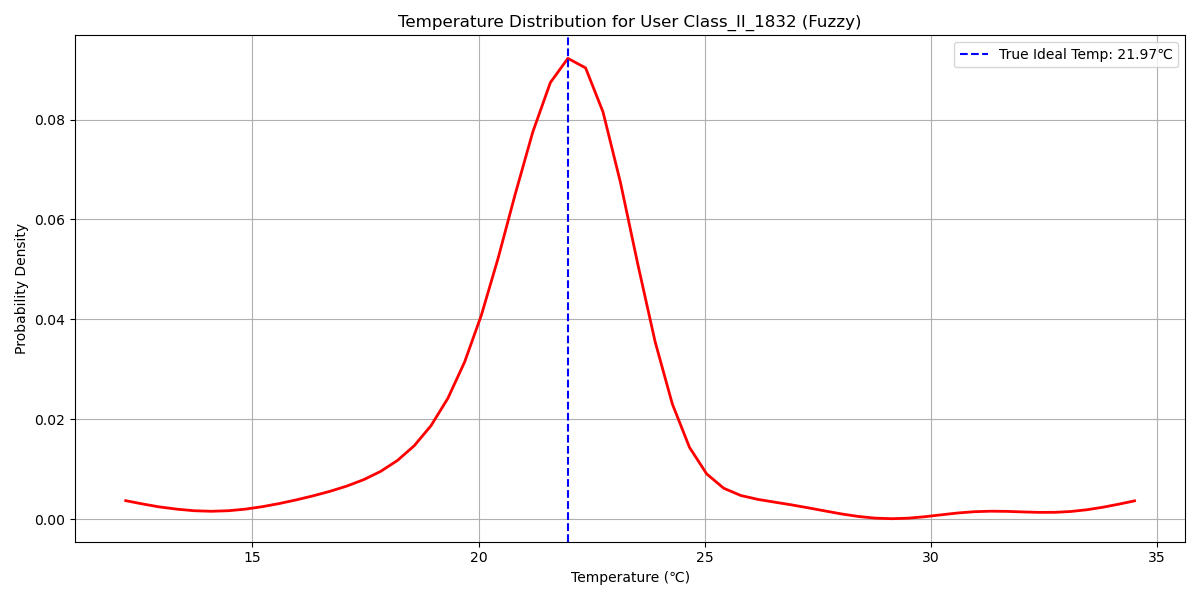 Temperature Distribution for User Class_II_1832 (Fuzzy)
True Ideal Temp: 21.97℃
Probability Density
0.08
0.06
0.04
0.02
0.00
15 20 25 30 35
Temperature (℃)